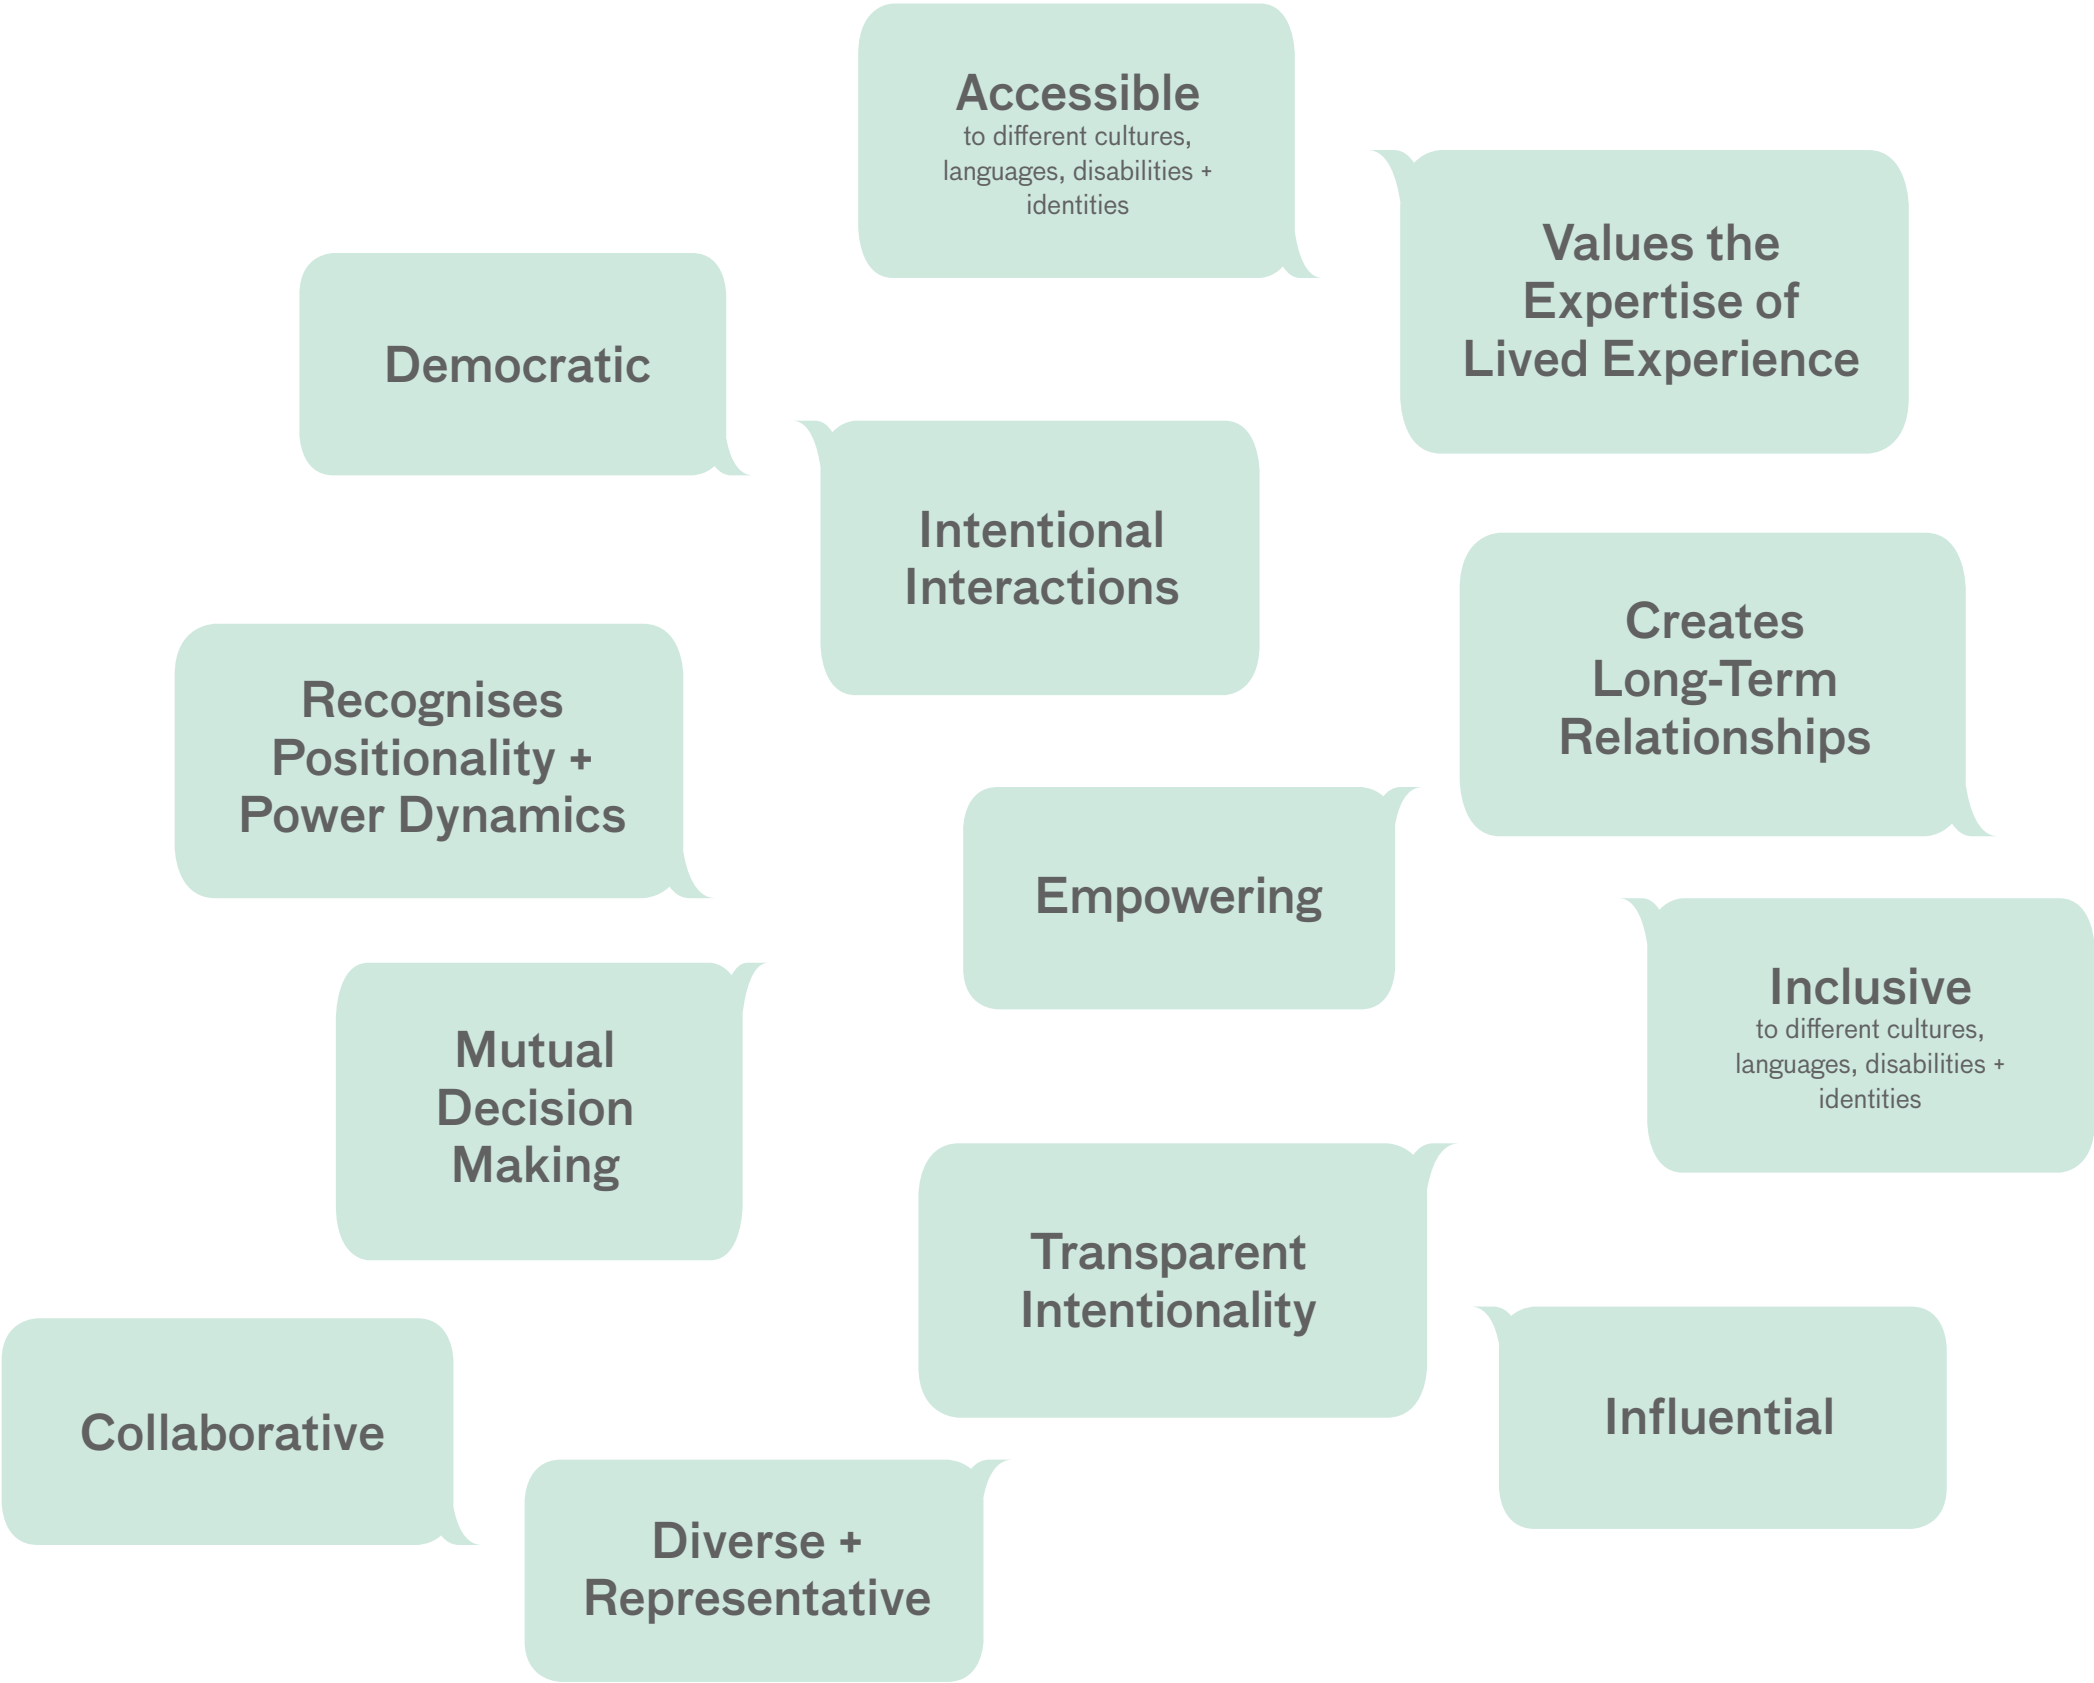 Accessible
to different cultures,
languages, disabilities +
identities
Values the
Expertise of
Lived Experience
Democratic
Intentional
Interactions
Creates
Long-Term
Relationships
Recognises
Positionality +
Power Dynamics
Empowering
Inclusive
to different cultures,
languages, disabilities +
identities
Mutual
Decision
Making
Transparent
Intentionality
Influential
Collaborative
Diverse +
Representative